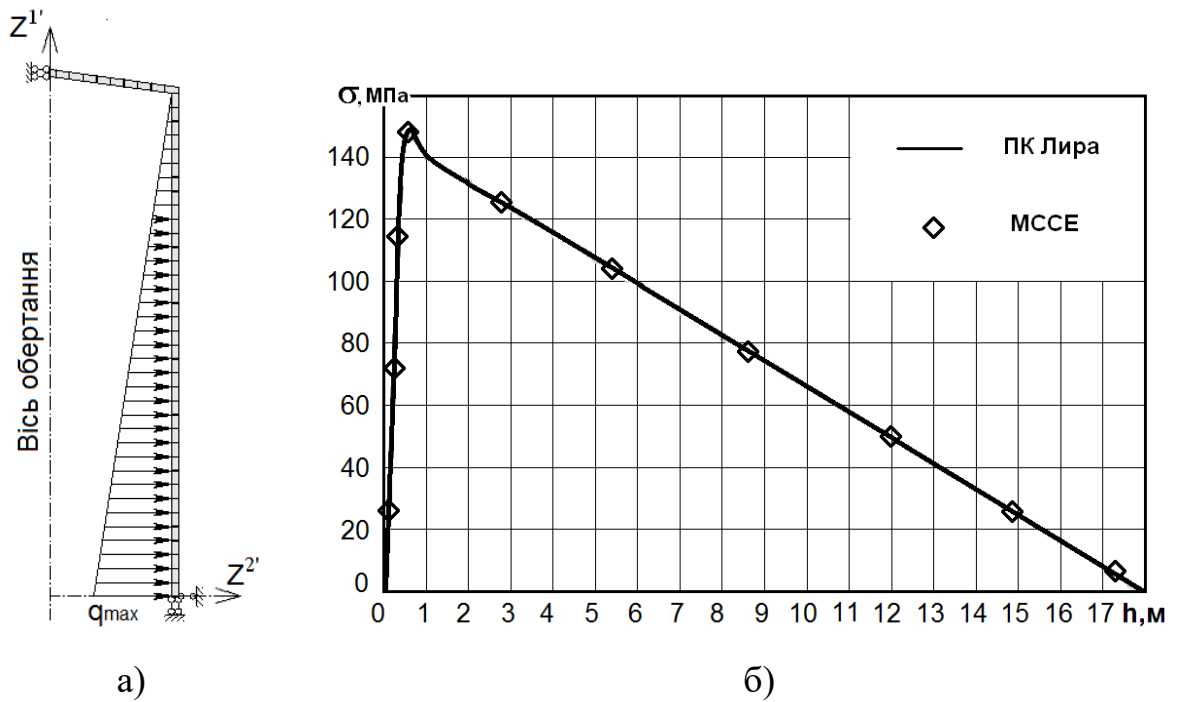 Z1'
Вісь обертання
Z2'
qmax
а)
σ, МПа
140
120
100
80
60
40
20
0
0 1 2 3 4 5 6 7 8 9 10 11 12 13 14 15 16 17 h,м
ПК Лира
МССЕ
б)